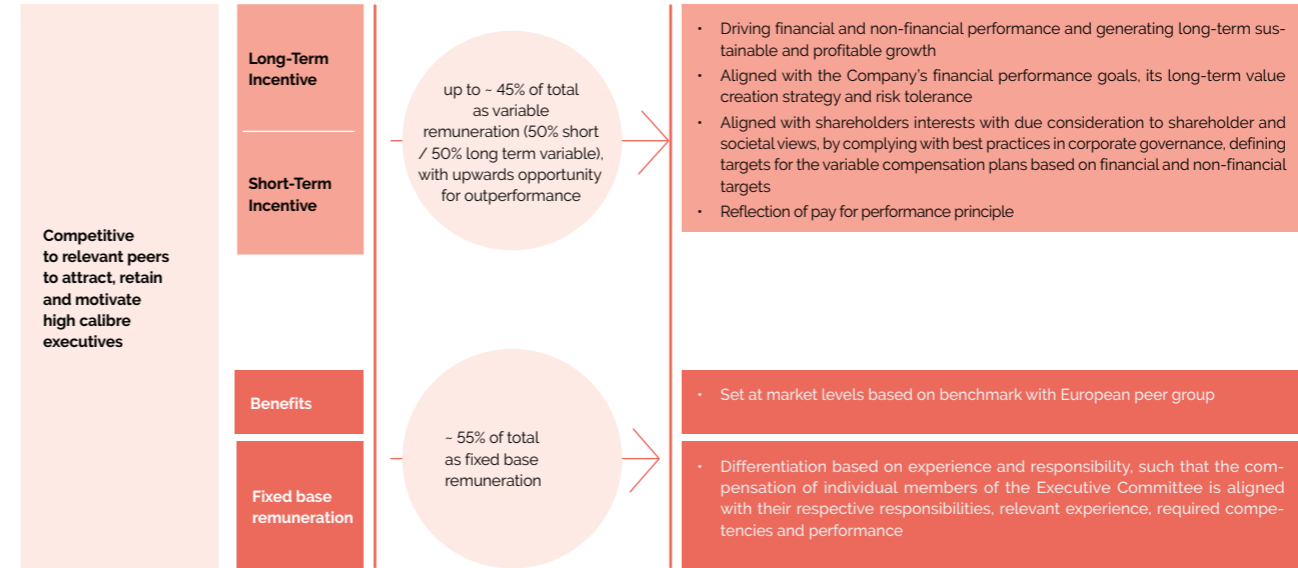 Competitive
to relevant peers
to attract, retain
and motivate
high calibre
executives
Long-Term
Incentive
Short-Term
Incentive
up to ~ 45% of total
as variable
remuneration (50% short
/ 50% long term variable),
with upwards opportunity
for outperformance
• Driving financial and non-financial performance and generating long-term sus-
tainable and profitable growth
• Aligned with the Company's financial performance goals, its long-term value
creation strategy and risk tolerance
• Aligned with shareholders interests with due consideration to shareholder and
societal views, by complying with best practices in corporate governance, defining
targets for the variable compensation plans based on financial and non-financial
targets
• Reflection of pay for performance principle
Benefits
Fixed base
remuneration
~ 55% of total
as fixed base
remuneration
• Set at market levels based on benchmark with European peer group
• Differentiation based on experience and responsibility, such that the com-
pensation of individual members of the Executive Committee is aligned
with their respective responsibilities, relevant experience, required compe-
tencies and performance